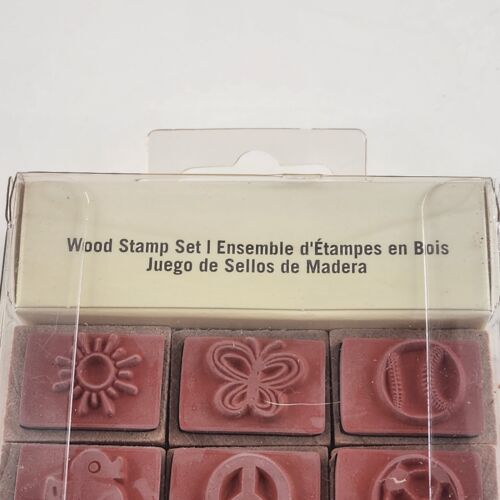 Wood Stamp Set | Ensemble d'Étampes en Bois
Juego de Sellos de Madera